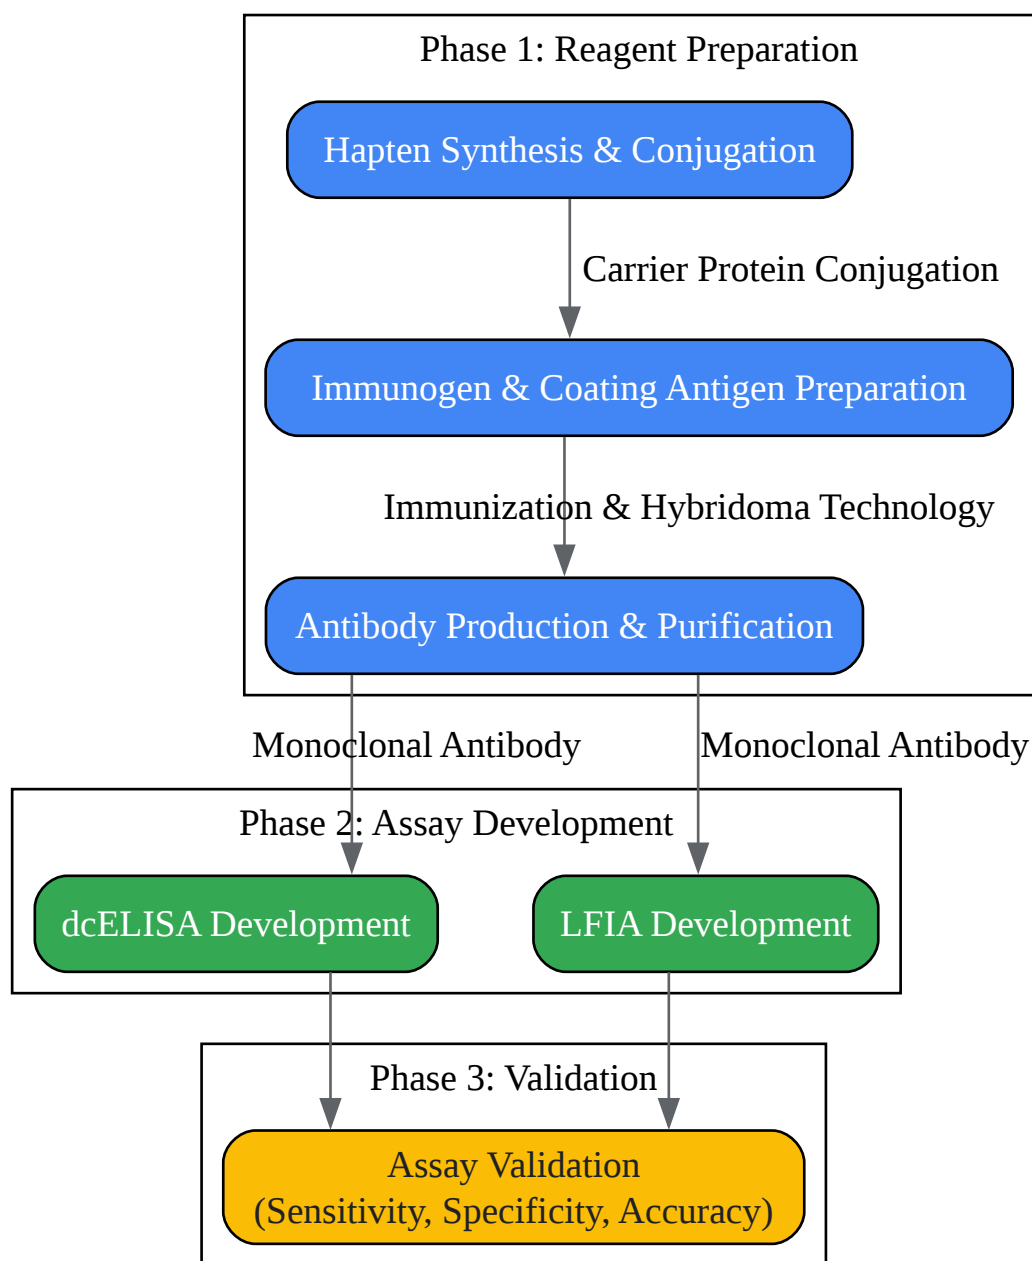 Phase 1: Reagent Preparation
Hapten Synthesis & Conjugation
Carrier Protein Conjugation
Immunogen & Coating Antigen Preparation
Immunization & Hybridoma Technology
Antibody Production & Purification
Monoclonal Antibody
Monoclonal Antibody
Phase 2: Assay Development
dcELISA Development
LFIA Development
Phase 3: Validation
Assay Validation
(Sensitivity, Specificity, Accuracy)